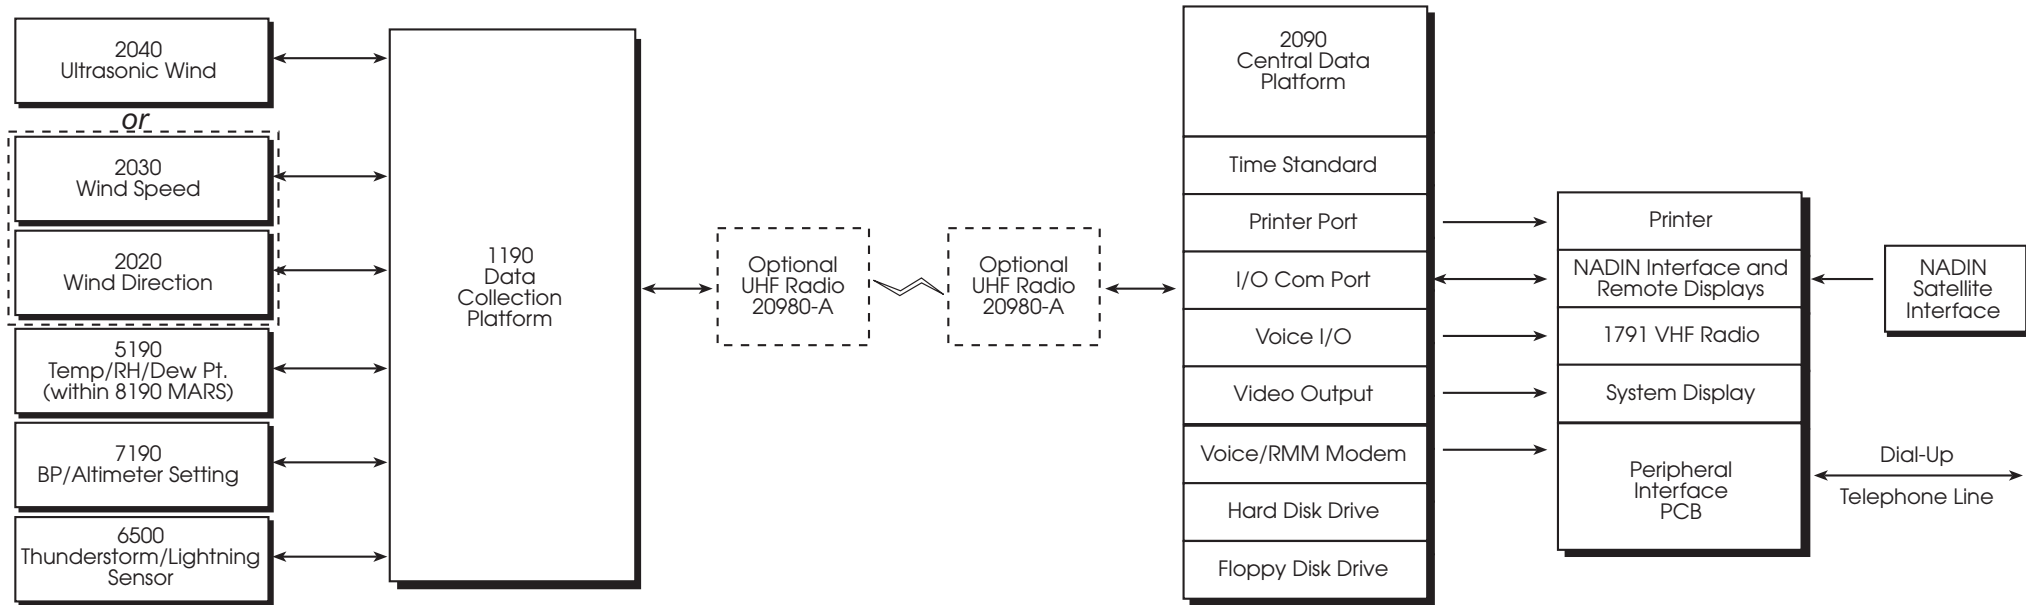 2040
Ultrasonic Wind
or
2030
Wind Speed
2020
Wind Direction
5190
Temp/RH/Dew Pt.
(within 8190 MARS)
7190
BP/Altimeter Setting
6500
Thunderstorm/Lightning
Sensor
1190
Data
Collection
Platform
Optional
UHF Radio
20980-A
Optional
UHF Radio
20980-A
2090
Central Data
Platform
Time Standard
Printer Port
I/O Com Port
Voice I/O
Video Output
Voice/RMM Modem
Hard Disk Drive
Floppy Disk Drive
Printer
NADIN Interface and
Remote Displays
1791 VHF Radio
System Display
Peripheral
Interface
PCB
NADIN
Satellite
Interface
Dial-Up
Telephone Line